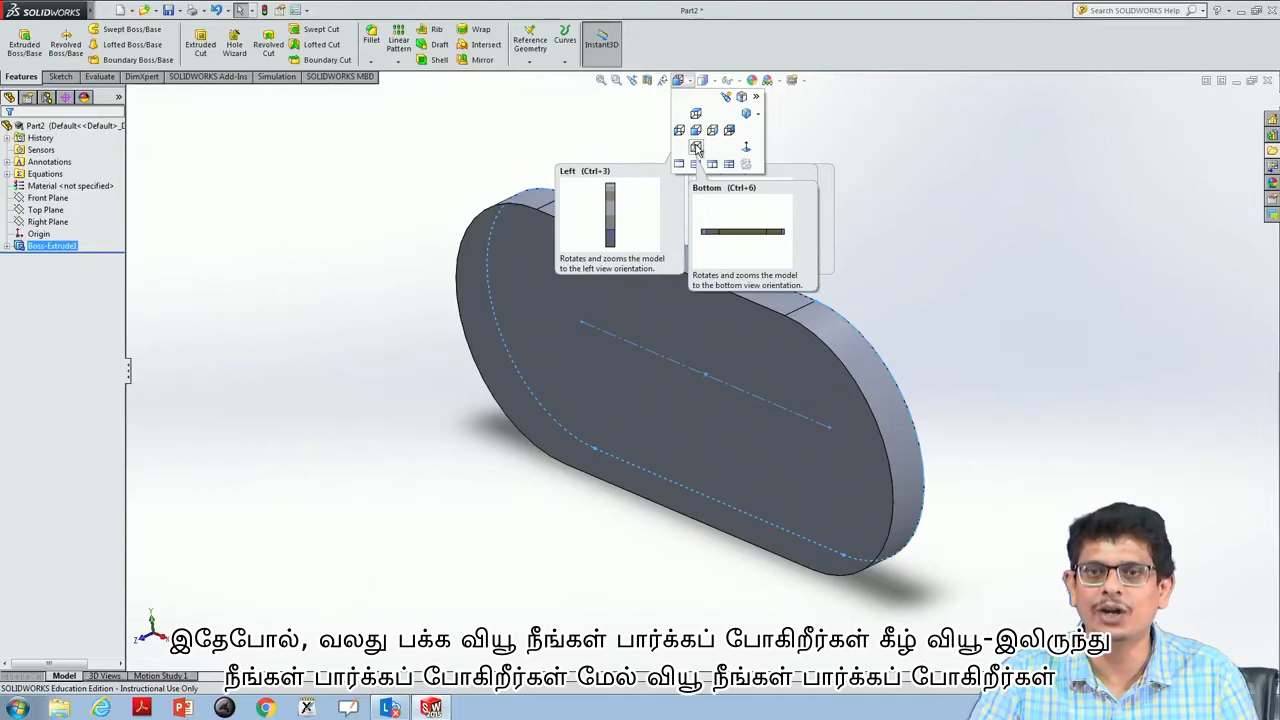 SOLIDWORKS
Part2 *
Search SOLIDWORKS Help
Extruded Boss/Base
Revolved Boss/Base
Swept Boss/Base
Lofted Boss/Base
Boundary Boss/Base
Extruded Cut
Hole Wizard
Revolved Cut
Swept Cut
Lofted Cut
Boundary Cut
Fillet
Linear Pattern
Rib
Draft
Shell
Wrap
Intersect
Mirror
Reference Geometry
Curves
Instant3D
Features Sketch Evaluate DimXpert SOLIDWORKS Add-Ins Simulation SOLIDWORKS MBD
Part2 (Default<<Default>_D
History
Sensors
Annotations
Equations
Material <not specified>
Front Plane
Top Plane
Right Plane
Origin
Boss-Extrude1
Left (Ctrl+3)
Rotates and zooms the model
to the left view orientation.
Bottom (Ctrl+6)
Rotates and zooms the model
to the bottom view orientation.
இதேபோல், வலது பக்க வியூ நீங்கள் பார்க்கப் போகிறீர்கள் கீழ் வியூ-இலிருந்து
நீங்கள் பார்க்கப் போகிறீர்கள் மேல் வியூ நீங்கள் பார்க்கப் போகிறீர்கள்
Model 3D Views Motion Study 1
SOLIDWORKS Education Edition - Instructional Use Only